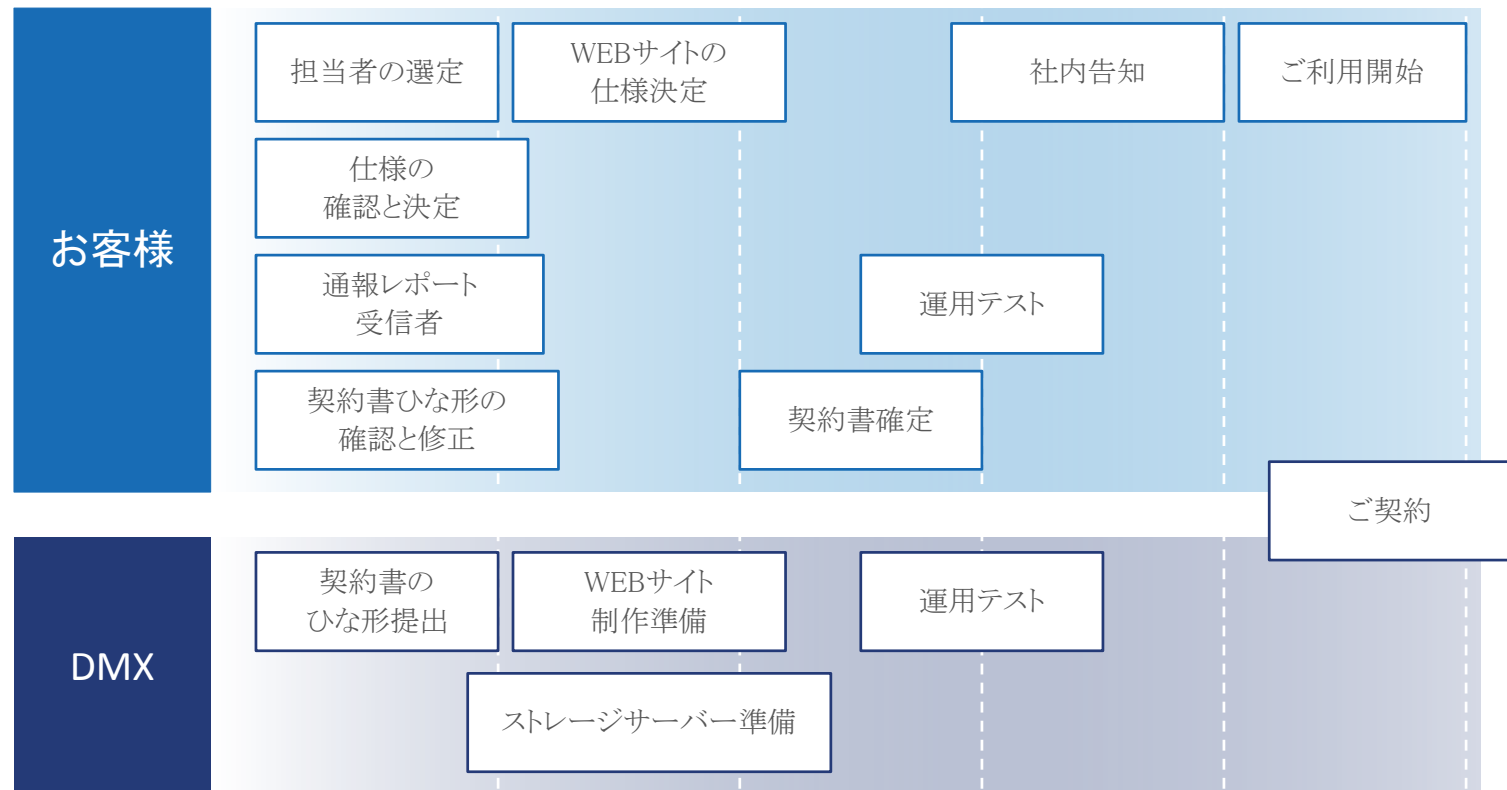 お客様
担当者の選定
WEBサイトの
仕様決定
社内告知
ご利用開始
仕様の
確認と決定
通報レポート
受信者
運用テスト
契約書ひな形の
確認と修正
契約書確定
ご契約
DMX
契約書の
ひな形提出
WEBサイト
制作準備
運用テスト
ストレージサーバー準備